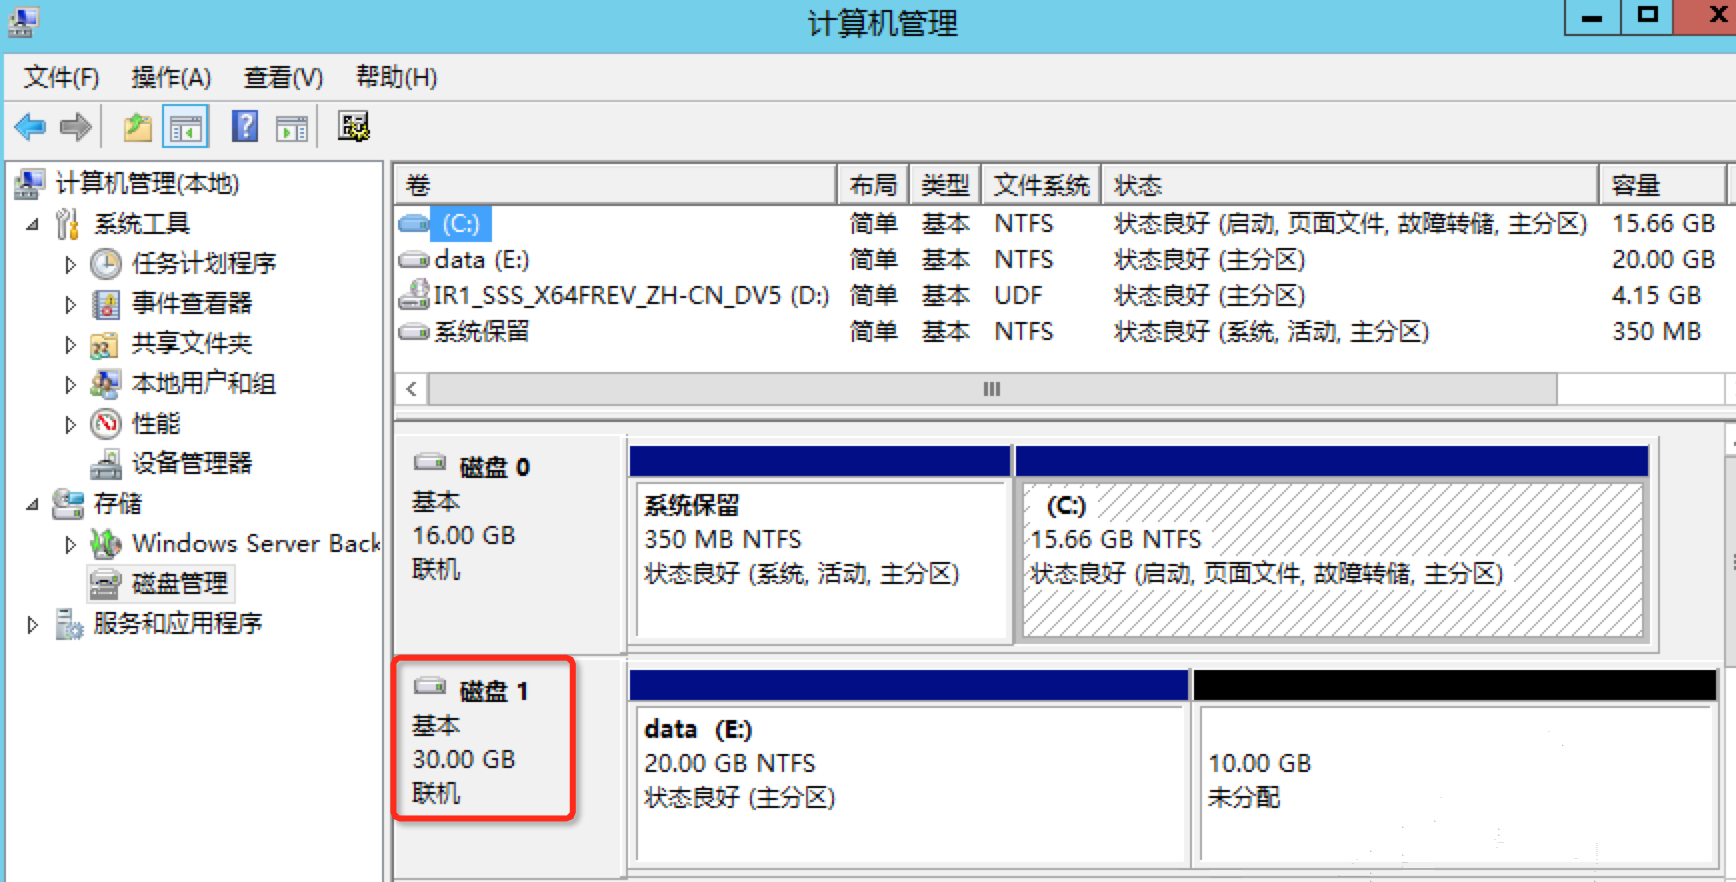 计算机管理
文件(F) 操作(A) 查看(V) 帮助(H)
计算机管理(本地)
系统工具
任务计划程序
事件查看器
共享文件夹
本地用户和组
性能
设备管理器
存储
Windows Server Back
磁盘管理
服务和应用程序
卷 布局 类型 文件系统 状态 容量
(C:) 简单 基本 NTFS 状态良好 (启动, 页面文件, 故障转储, 主分区) 15.66 GB
data (E:) 简单 基本 NTFS 状态良好 (主分区) 20.00 GB
IR1_SSS_X64FREV_ZH-CN_DV5 (D:) 简单 基本 UDF 状态良好 (主分区) 4.15 GB
系统保留 简单 基本 NTFS 状态良好 (系统, 活动, 主分区) 350 MB
磁盘 0
基本
16.00 GB
联机
系统保留
350 MB NTFS
状态良好 (系统, 活动, 主分区)
(C:)
15.66 GB NTFS
状态良好 (启动, 页面文件, 故障转储, 主分区)
磁盘 1
基本
30.00 GB
联机
data (E:)
20.00 GB NTFS
状态良好 (主分区)
10.00 GB
未分配